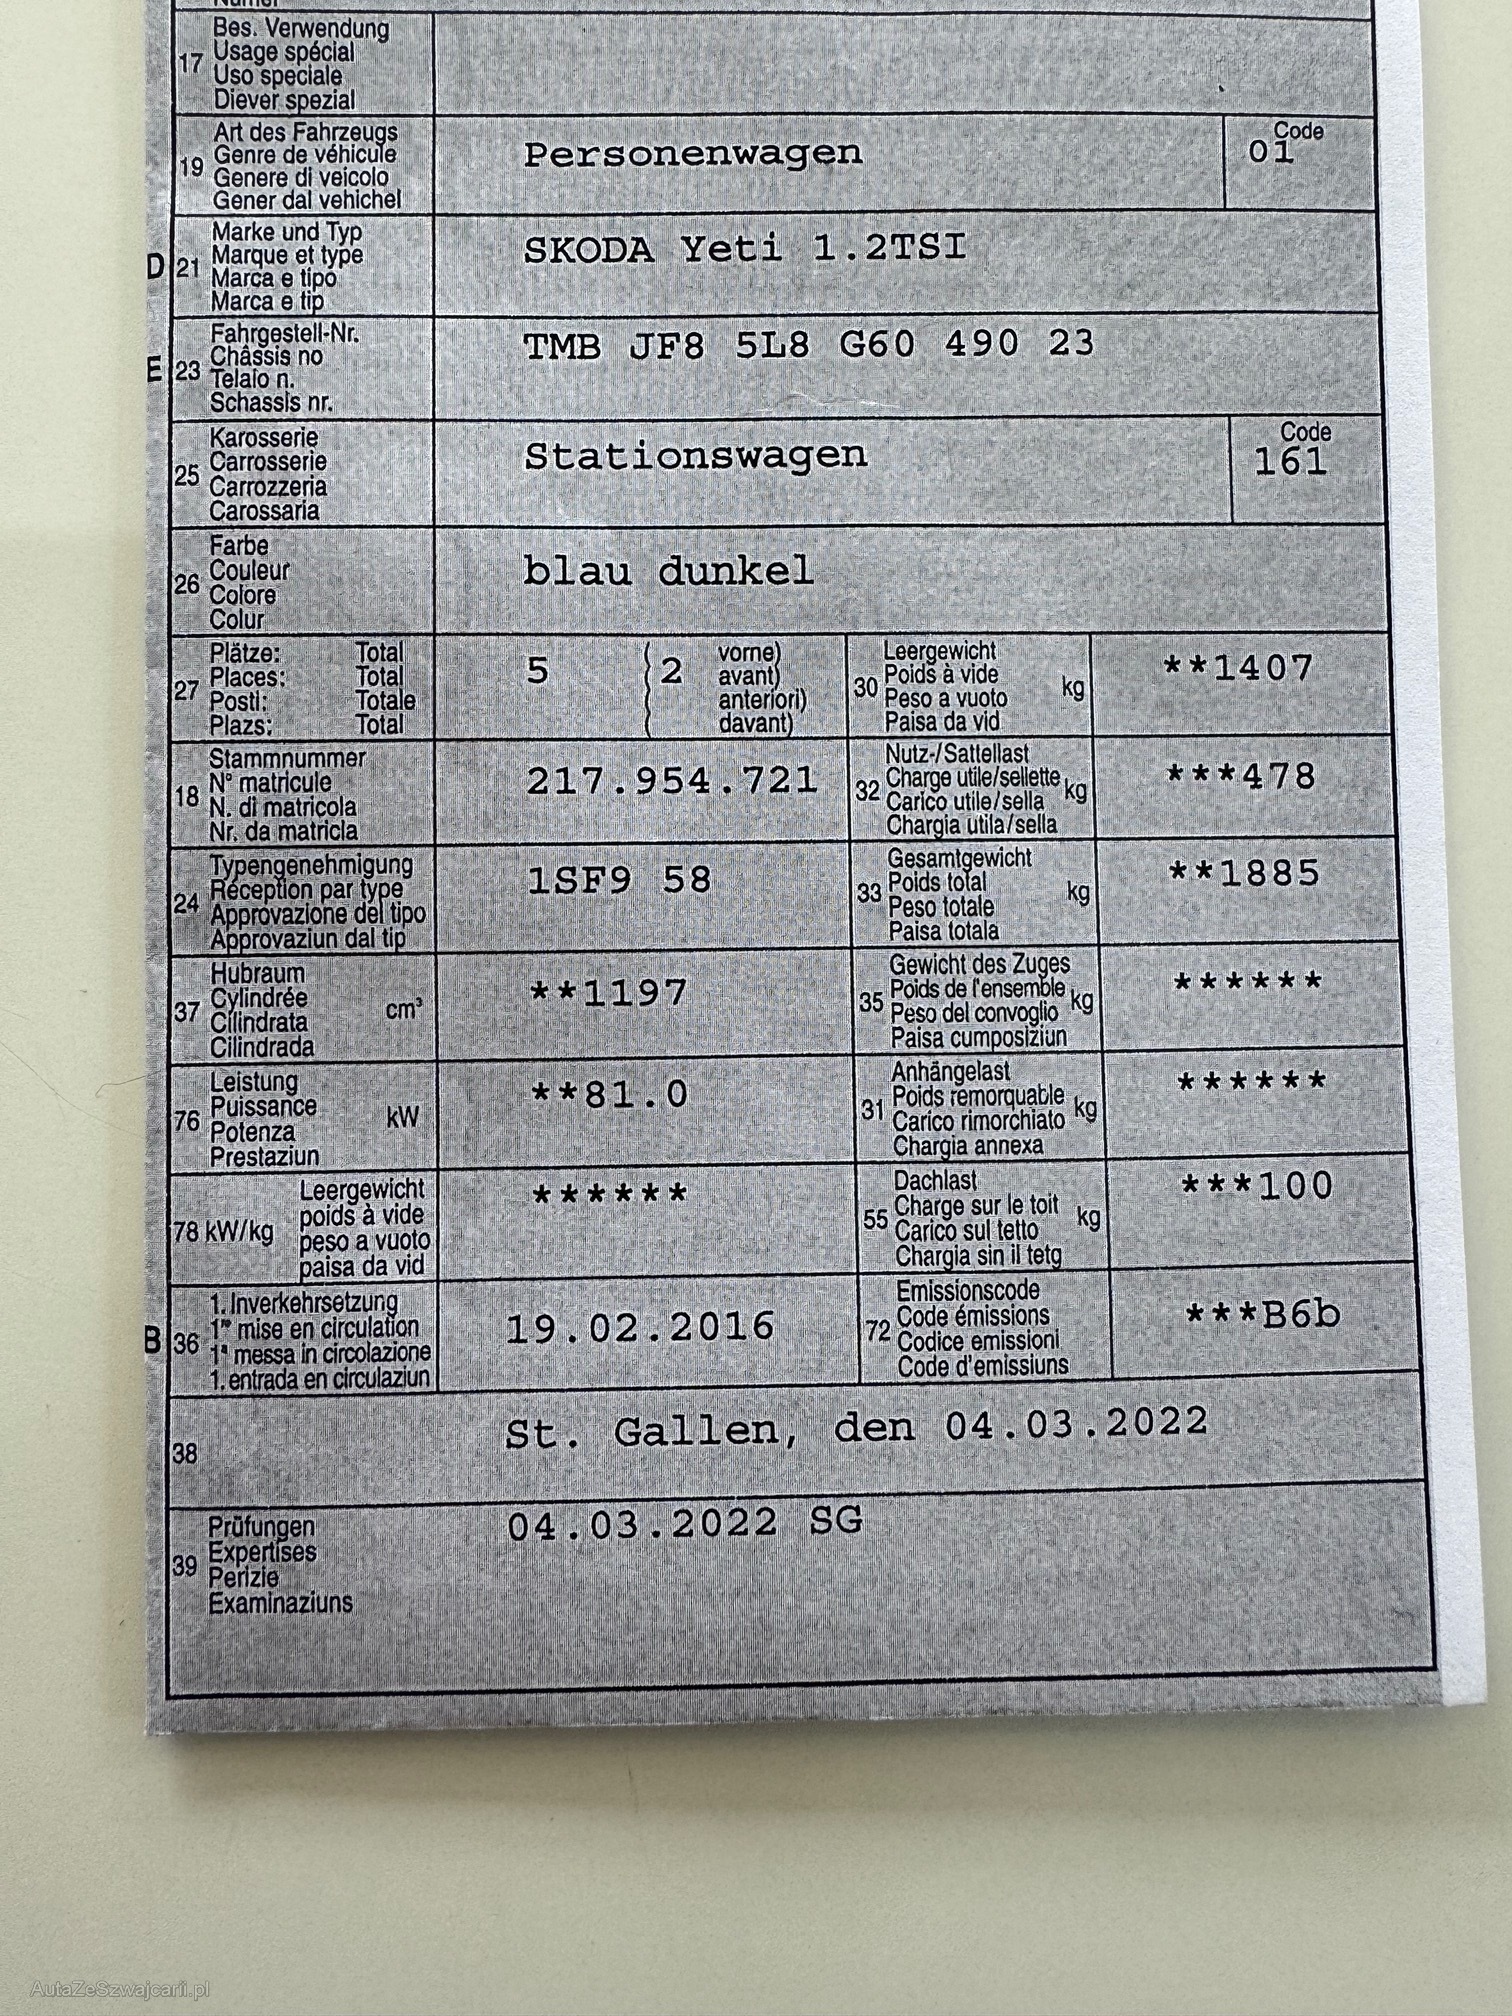 Bes. Verwendung
17 Usage spécial
Uso speciale
Diever spezial
Art des Fahrzeugs
19 Genre de véhicule
Genere di veicolo
Gener dal vehichel
Personenwagen
Code
01
Marke und Typ
D 21 Marque et type
Marca e tipo
Marca e tip
SKODA Yeti 1.2TSI
Fahrgestell-Nr.
E 23 Châssis no
Telaio n.
Schassis nr.
TMB JF8 5L8 G60 490 23
Karosserie
25 Carrosserie
Carrozzeria
Carossaria
Stationswagen
Code
161
Farbe
26 Couleur
Colore
Colur
blau dunkel
Plätze: Total
27 Places: Total
Posti: Totale
Plazs: Total
5 ( 2 vorne)
avant)
anteriori)
davant)
Leergewicht
30 Poids à vide kg
Peso a vuoto
Paisa da vid
**1407
Stammnummer
18 N° matricule
N. di matricola
Nr. da matricla
217.954.721
Nutz-/Sattellast
32 Charge utile/sellette kg
Carico utile/sella
Chargia utila/sella
***478
Typengenehmigung
24 Réception par type
Approvazione del tipo
Approvaziun dal tip
1SF9 58
Gesamtgewicht
33 Poids total kg
Peso totale
Paisa totala
**1885
Hubraum
37 Cylindrée cm³
Cilindrata
Cilindrada
**1197
Gewicht des Zuges
35 Poids de l'ensemble kg
Peso del convoglio
Paisa cumposiziun
******
Leistung
76 Puissance kW
Potenza
Prestaziun
**81.0
Anhängelast
31 Poids remorquable kg
Carico rimorchiato
Chargia annexa
******
Leergewicht
78 kW/kg poids à vide
peso a vuoto
paisa da vid
******
Dachlast
55 Charge sur le toit kg
Carico sul tetto
Chargia sin il tetg
***100
1. Inverkehrsetzung
B 36 1re mise en circulation
1a messa in circolazione
1. entrada en circulaziun
19.02.2016
Emissionscode
72 Code émissions
Codice emissioni
Code d'emissiuns
***B6b
38 St. Gallen, den 04.03.2022
Prüfungen
39 Expertises
Perizie
Examinaziuns
04.03.2022 SG
AutaZeSzwajcarii.pl